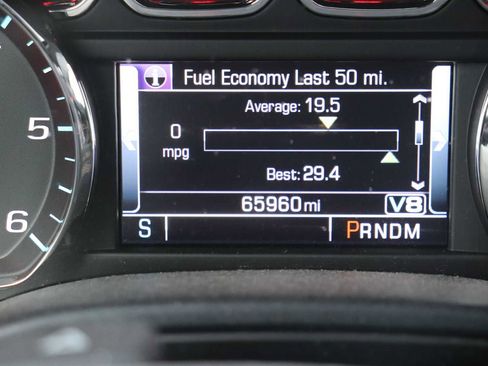 Fuel Economy Last 50 mi.
Average: 19.5
0
mpg
Best: 29.4
65960 mi
V8
S
PRNDM
5
6